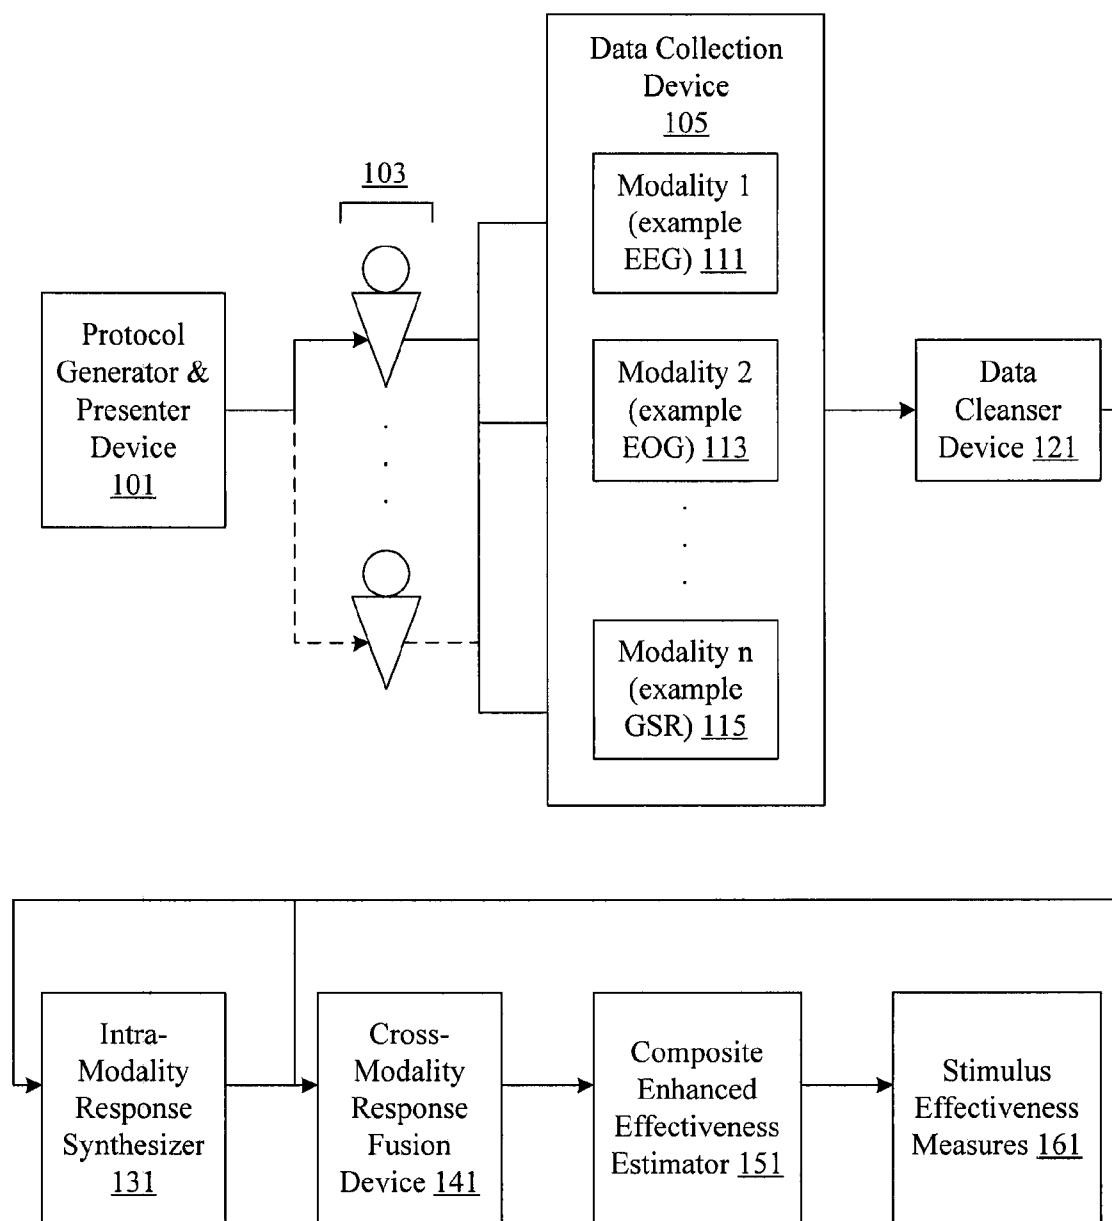 Data Collection
Device
105
103
Modality 1
(example
EEG) 111
Protocol
Generator &
Presenter
Device
101
Modality 2
(example
EOG) 113
Data
Cleanser
Device 121
Modality n
(example
GSR) 115
Intra-
Modality
Response
Synthesizer
131
Cross-
Modality
Response
Fusion
Device 141
Composite
Enhanced
Effectiveness
Estimator 151
Stimulus
Effectiveness
Measures 161